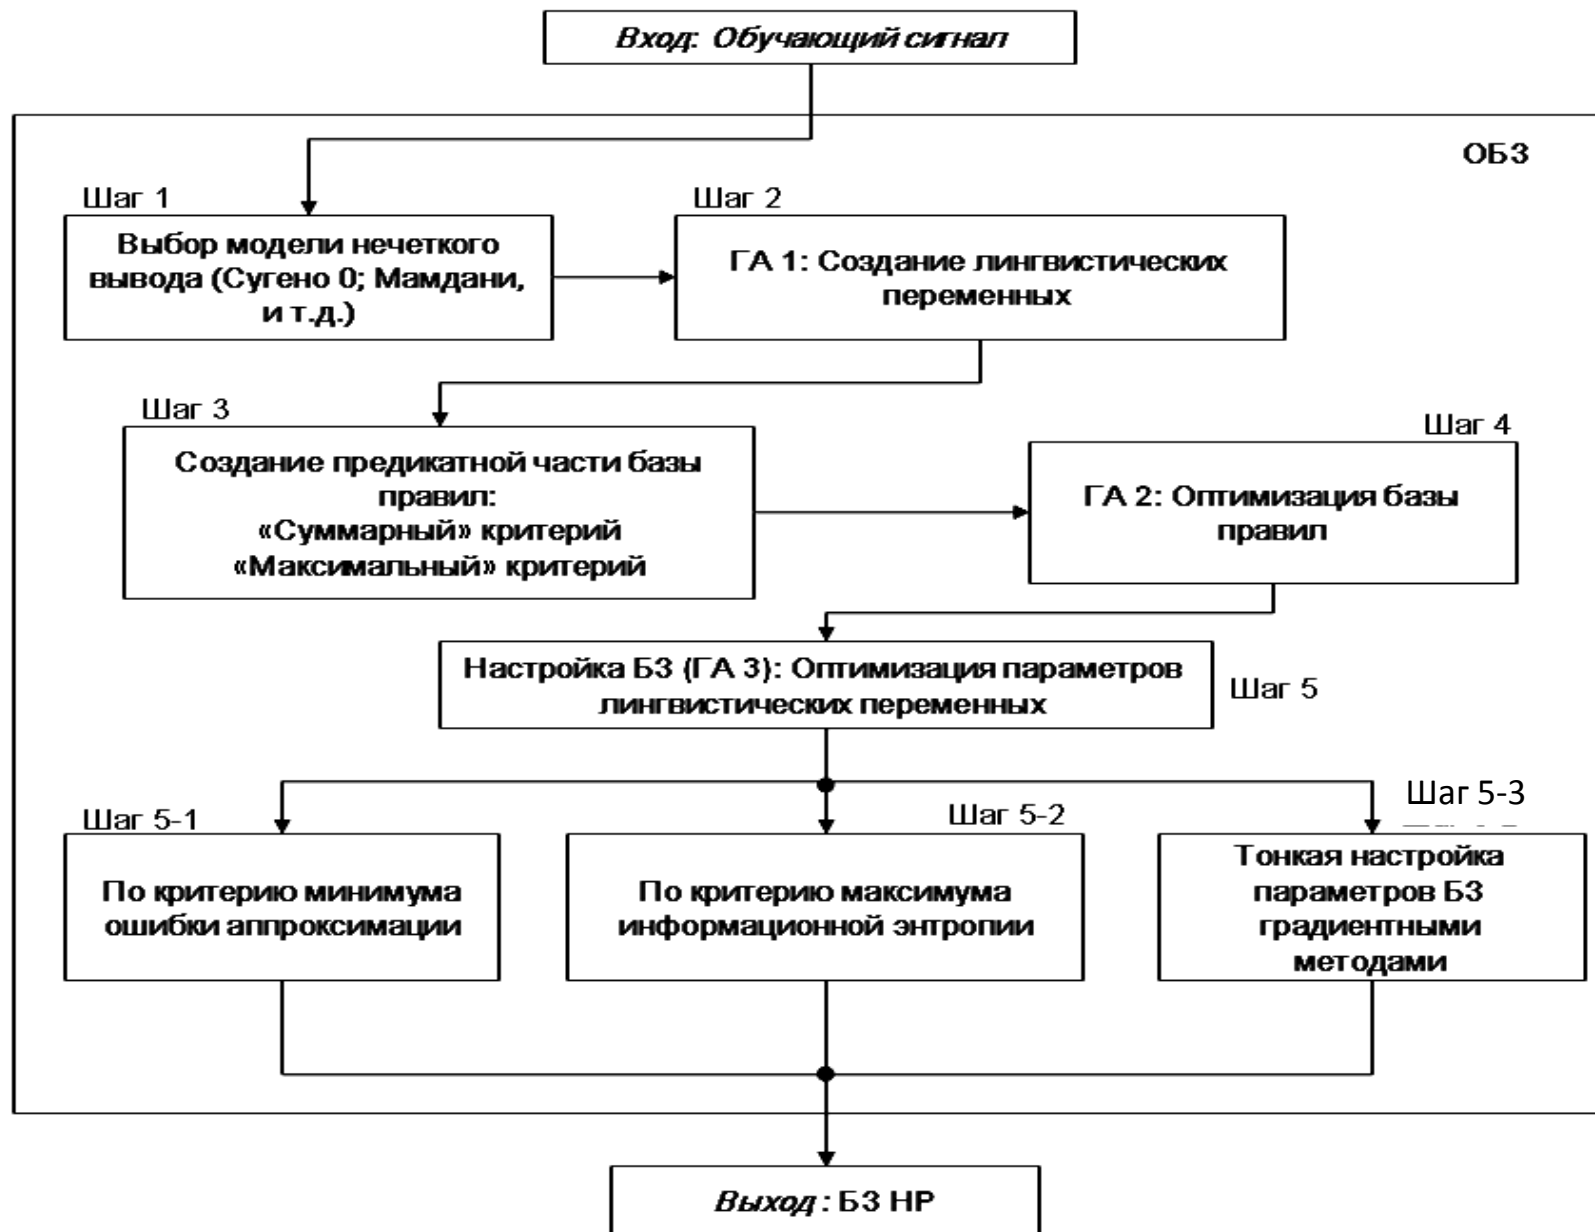 Вход: Обучающий сигнал
ОБЗ
Шаг 1
Выбор модели нечеткого
вывода (Сугено 0; Мамдани,
и т.д.)
Шаг 2
ГА 1: Создание лингвистических
переменных
Шаг 3
Создание предикатной части базы
правил:
«Суммарный» критерий
«Максимальный» критерий
Шаг 4
ГА 2: Оптимизация базы
правил
Настройка БЗ (ГА 3): Оптимизация параметров
лингвистических переменных
Шаг 5
Шаг 5-1
По критерию минимума
ошибки аппроксимации
Шаг 5-2
По критерию максимума
информационной энтропии
Шаг 5-3
Тонкая настройка
параметров БЗ
градиентными
методами
Выход: БЗ НР